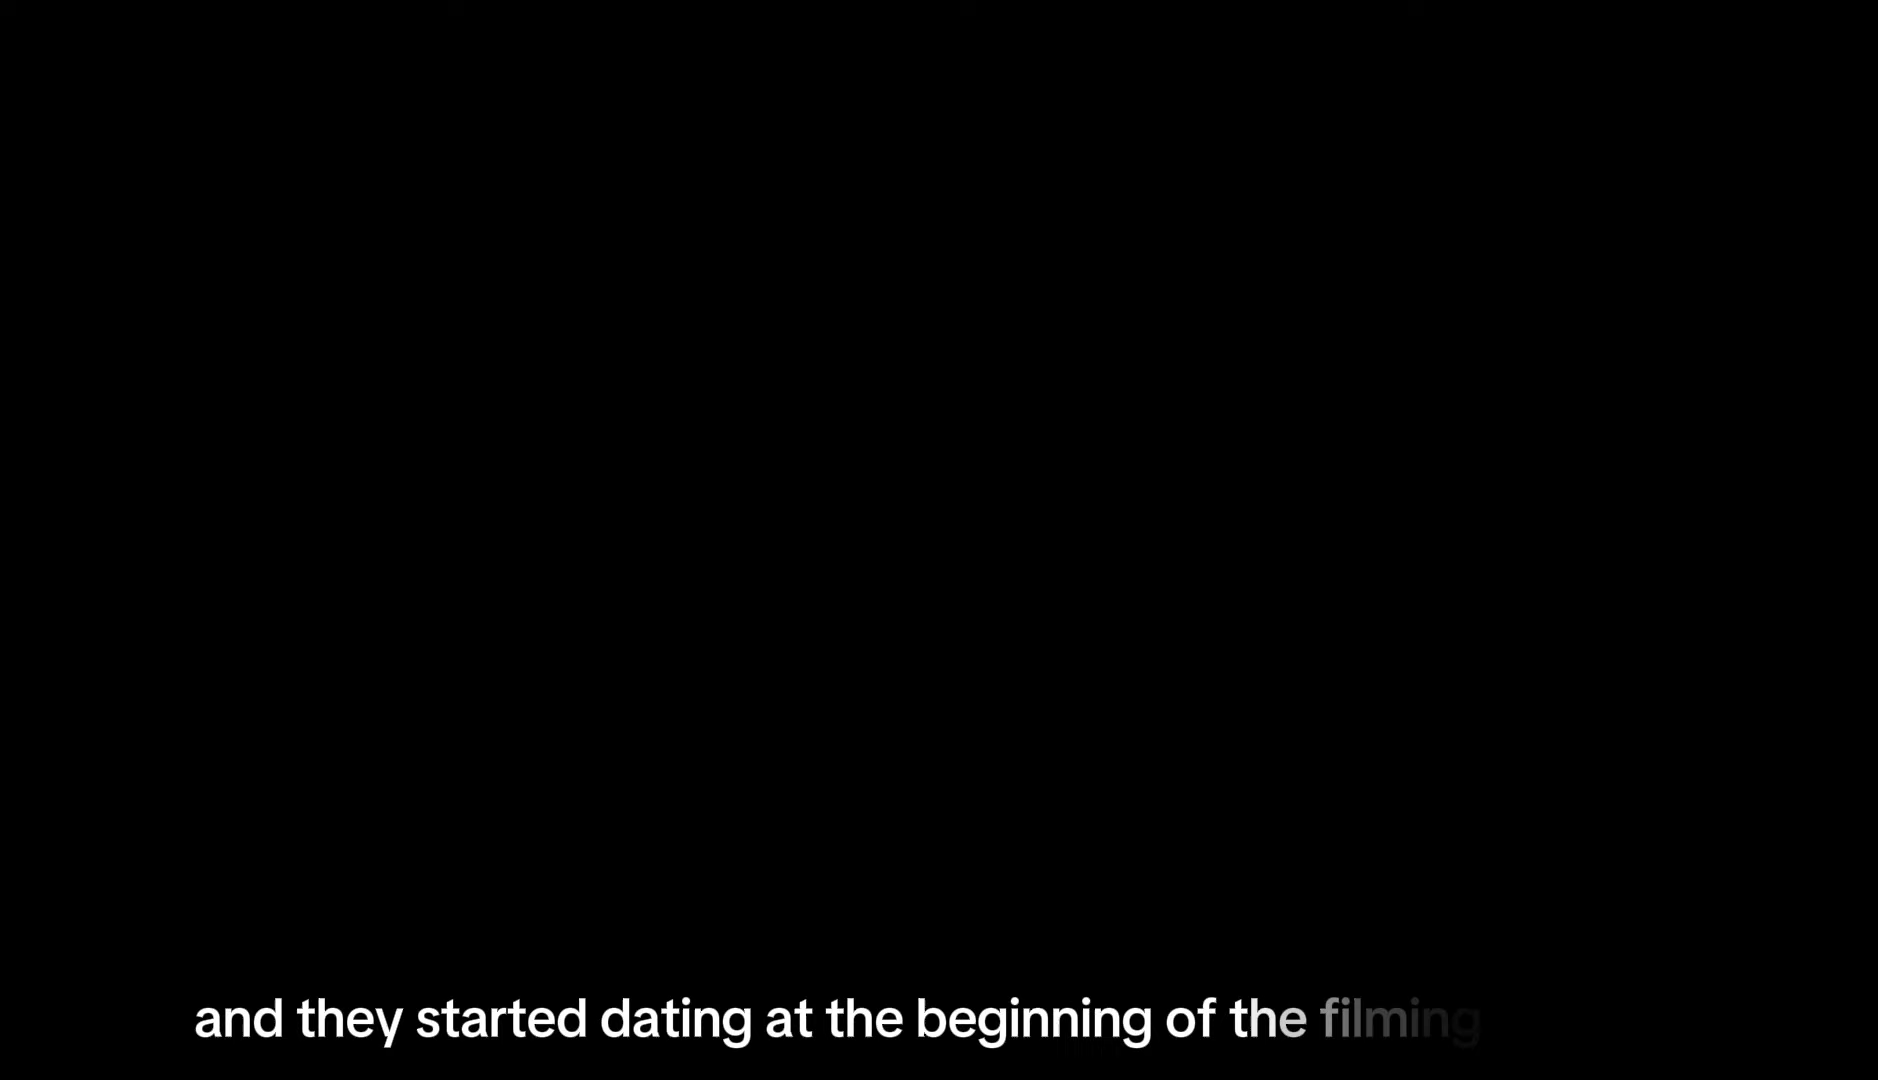 and they started dating at the beginning of the filming